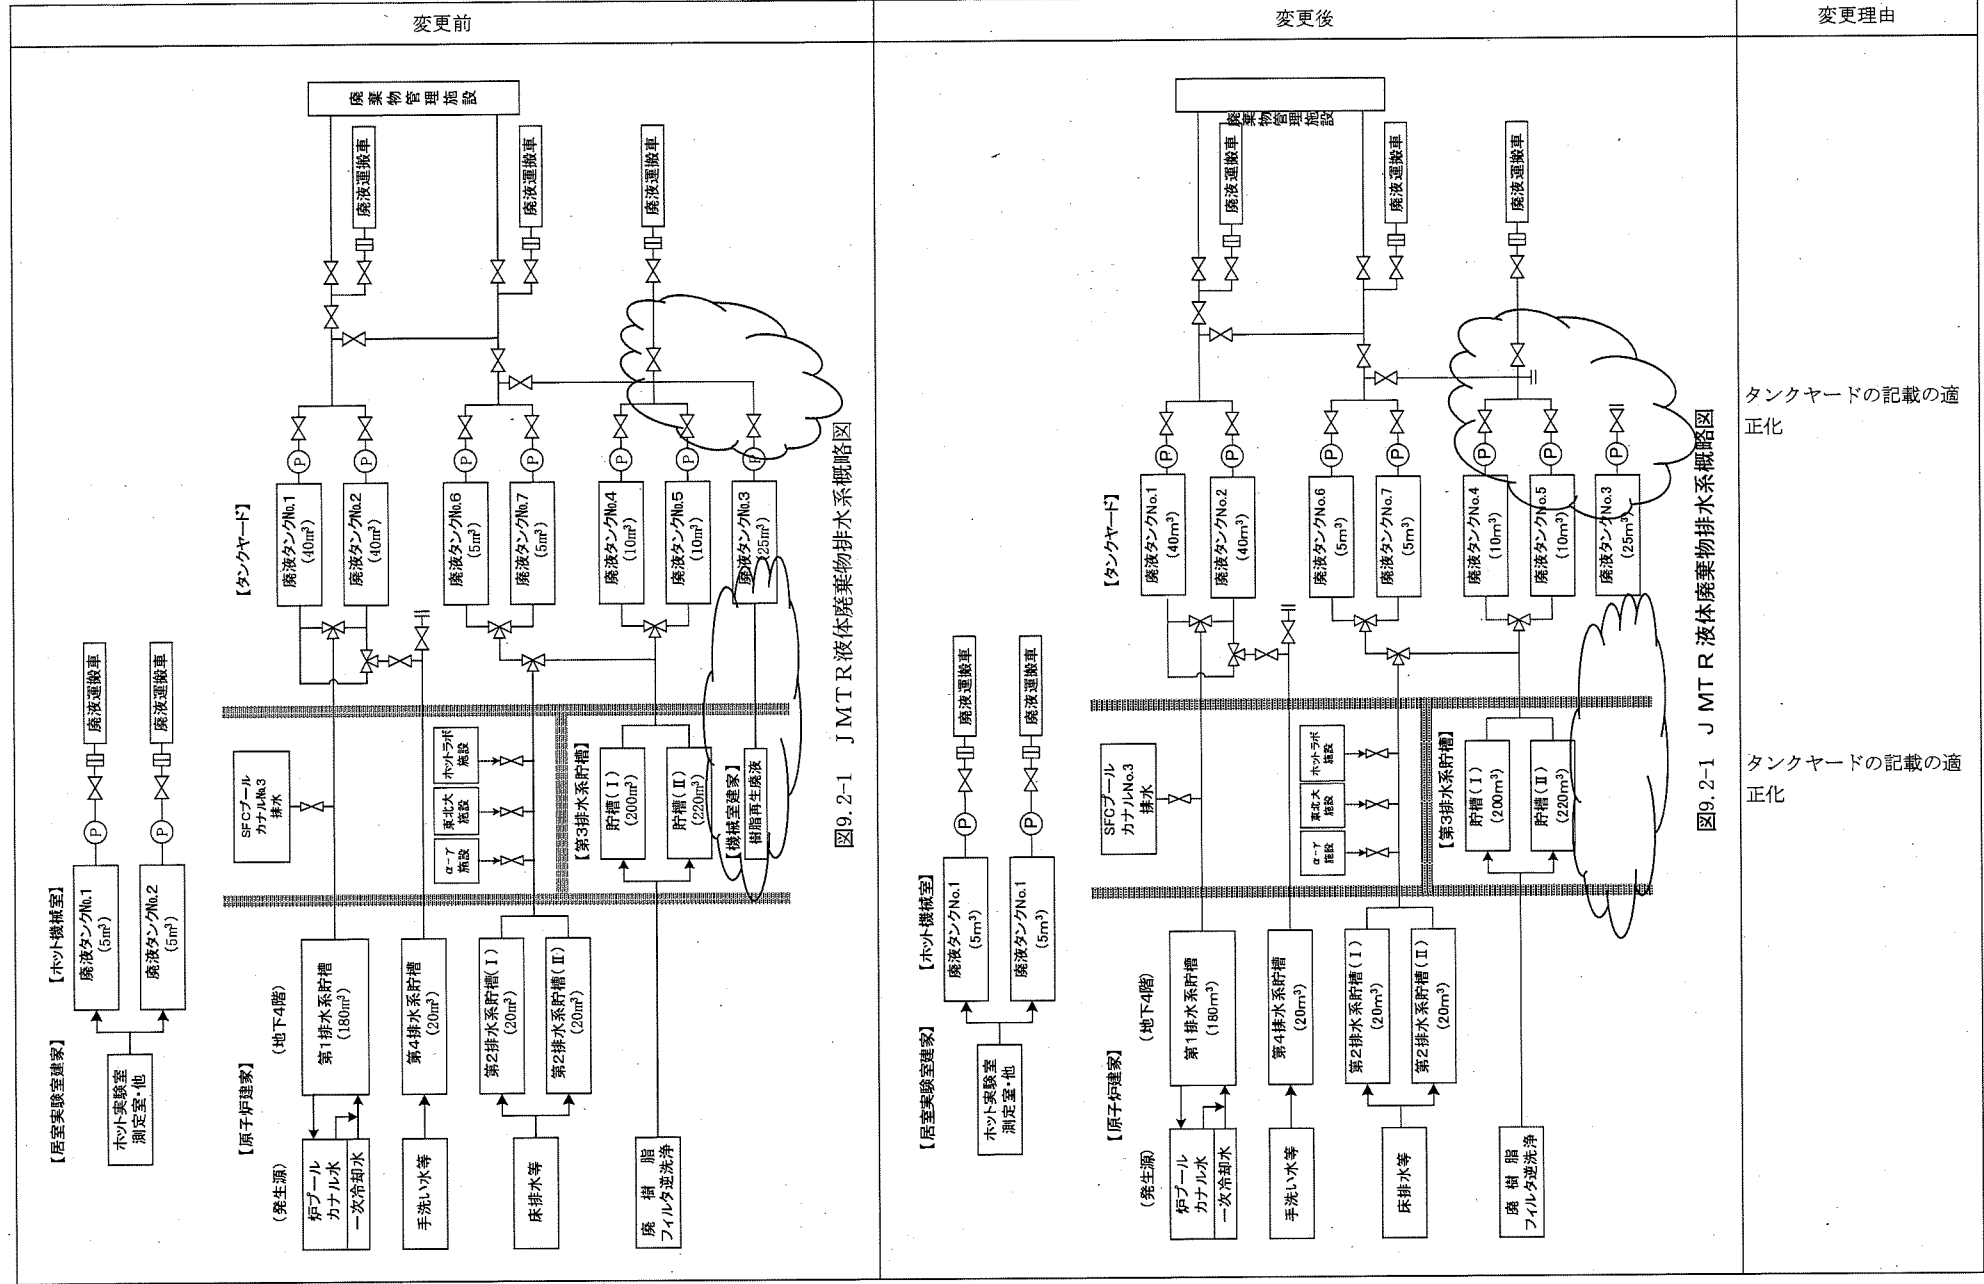 変更前
変更後
変更理由
廃棄物管理施設
廃液運搬車
廃液運搬車
廃液運搬車
【タンクヤード】
廃液タンクNo.1
(40m³)
廃液タンクNo.2
(40m³)
廃液タンクNo.6
(5m³)
廃液タンクNo.7
(5m³)
廃液タンクNo.4
(10m³)
廃液タンクNo.5
(10m³)
廃液タンクNo.3
(25m³)
P
P
P
P
P
P
P
廃液運搬車
廃液運搬車
P
P
【ホット機械室】
廃液タンクNo.1
(5m³)
廃液タンクNo.2
(5m³)
【居室実験室建家】
ホット実験室
測定室・他
SFCプール
カナルNo.3
排水
ホットラボ
施設
東北大
施設
α-γ
施設
【第3排水系貯槽】
貯槽(Ⅰ)
(200m³)
貯槽(Ⅱ)
(220m³)
【機械室建家】
樹脂再生廃液
【原子炉建家】
(地下4階)
第1排水系貯槽
(180m³)
第4排水系貯槽
(20m³)
第2排水系貯槽(Ⅰ)
(20m³)
第2排水系貯槽(Ⅱ)
(20m³)
(発生源)
炉プール
カナル水
一次冷却水
手洗い水等
床排水等
廃樹脂
フィルタ逆洗浄
図9.2-1 JMTR液体廃棄物排水系概略図
廃棄物管理施設
廃液運搬車
廃液運搬車
廃液運搬車
【タンクヤード】
廃液タンクNo.1
(40m³)
廃液タンクNo.2
(40m³)
廃液タンクNo.6
(5m³)
廃液タンクNo.7
(5m³)
廃液タンクNo.4
(10m³)
廃液タンクNo.5
(10m³)
廃液タンクNo.3
(25m³)
P
P
P
P
P
P
P
廃液運搬車
廃液運搬車
P
P
【ホット機械室】
廃液タンクNo.1
(5m³)
廃液タンクNo.1
(5m³)
【居室実験室建家】
ホット実験室
測定室・他
SFCプール
カナルNo.3
排水
ホットラボ
施設
東北大
施設
α-γ
施設
【第3排水系貯槽】
貯槽(Ⅰ)
(200m³)
貯槽(Ⅱ)
(220m³)
【原子炉建家】
(地下4階)
第1排水系貯槽
(180m³)
第4排水系貯槽
(20m³)
第2排水系貯槽(Ⅰ)
(20m³)
第2排水系貯槽(Ⅱ)
(20m³)
(発生源)
炉プール
カナル水
一次冷却水
手洗い水等
床排水等
廃樹脂
フィルタ逆洗浄
図9.2-1 JMTR液体廃棄物排水系概略図
タンクヤードの記載の適
正化
タンクヤードの記載の適
正化